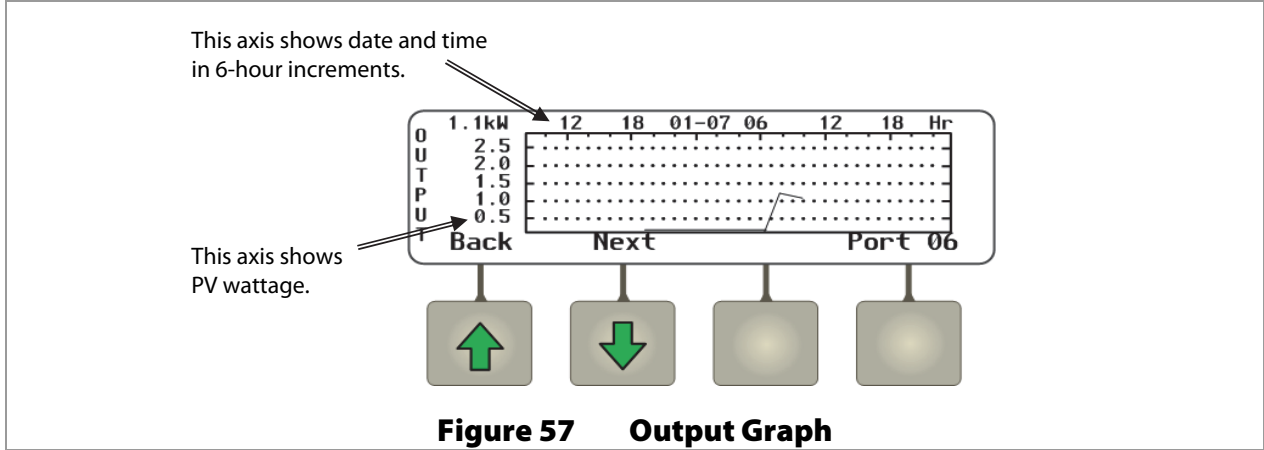 This axis shows date and time
in 6-hour increments.
1.1kW 12 18 01-07 06 12 18 Hr
OUTPUT
2.5
2.0
1.5
1.0
0.5
Back Next Port 06
This axis shows
PV wattage.
Figure 57 Output Graph